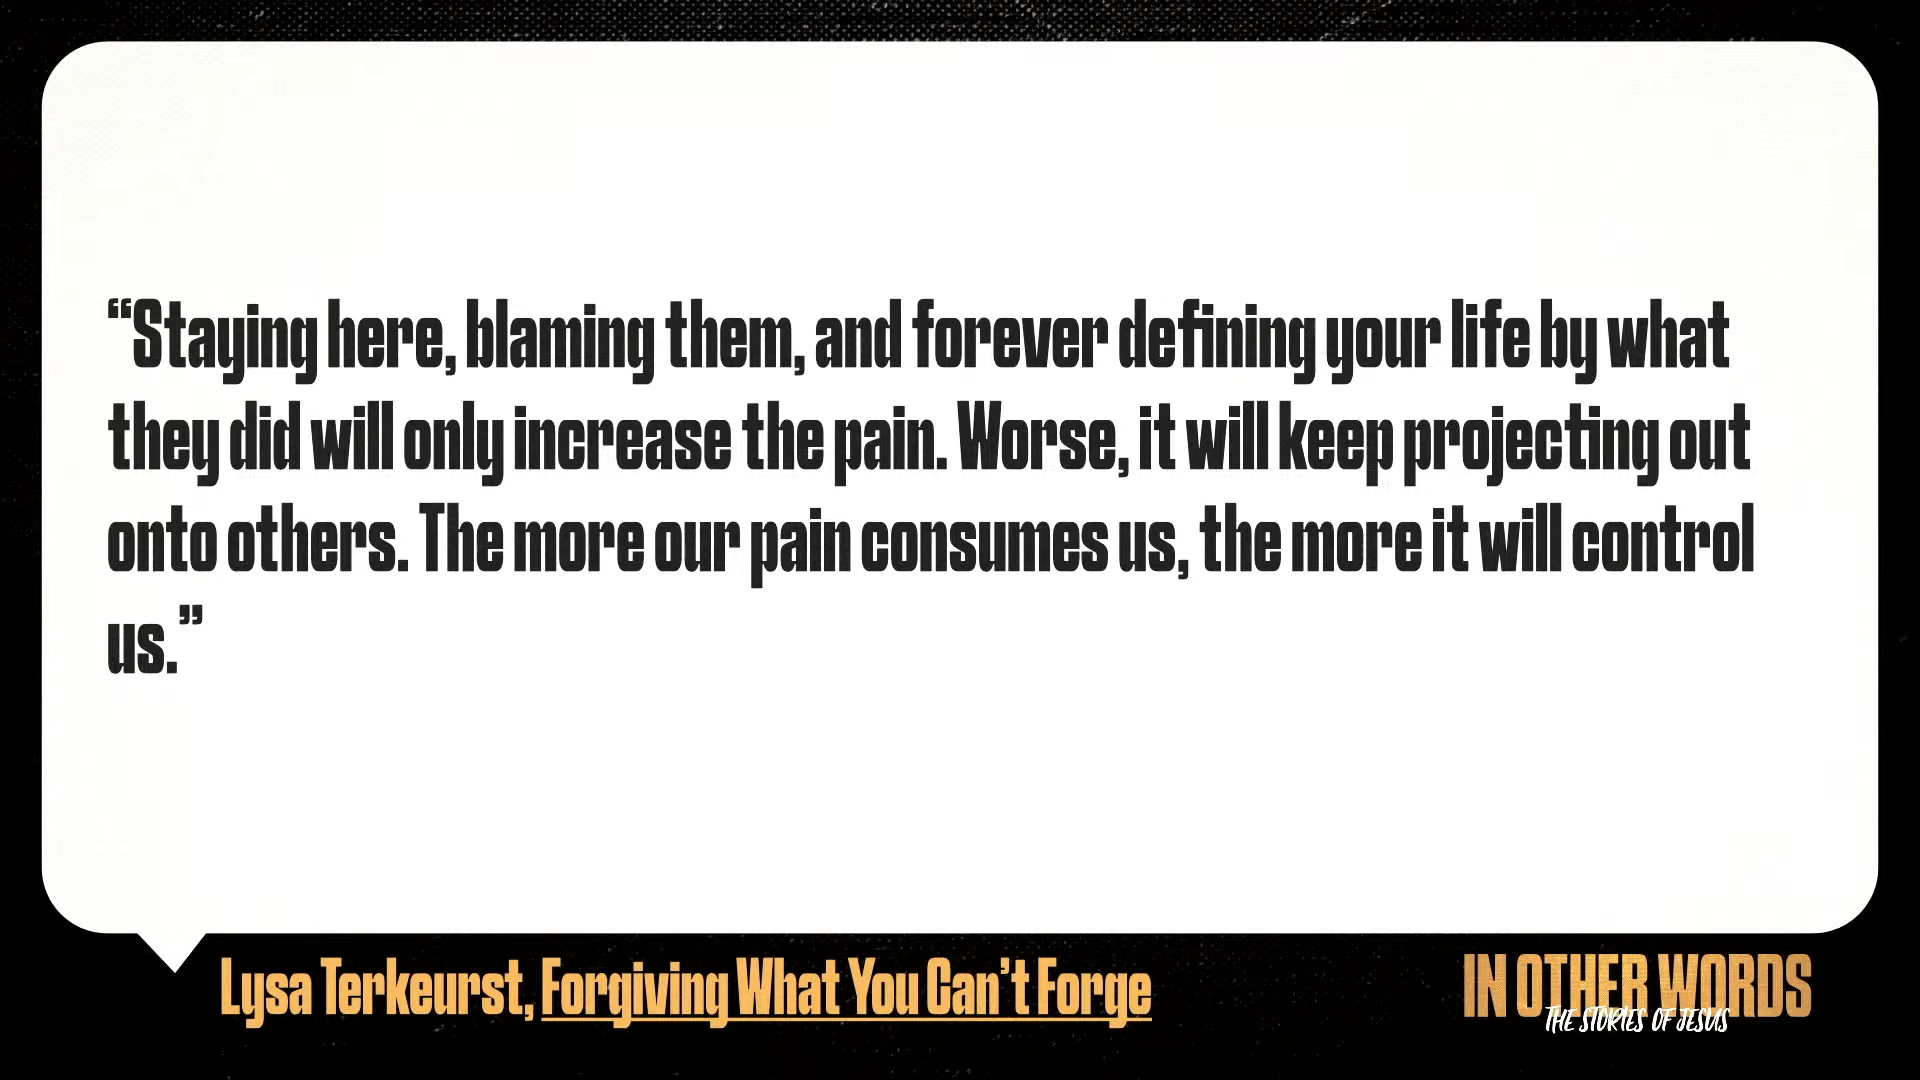 “Staying here, blaming them, and forever defining your life by what
they did will only increase the pain. Worse, it will keep projecting out
onto others. The more our pain consumes us, the more it will control
us.”
Lysa Terkeurst, Forgiving What You Can’t Forge
IN OTHER WORDS
THE STORIES OF JESUS